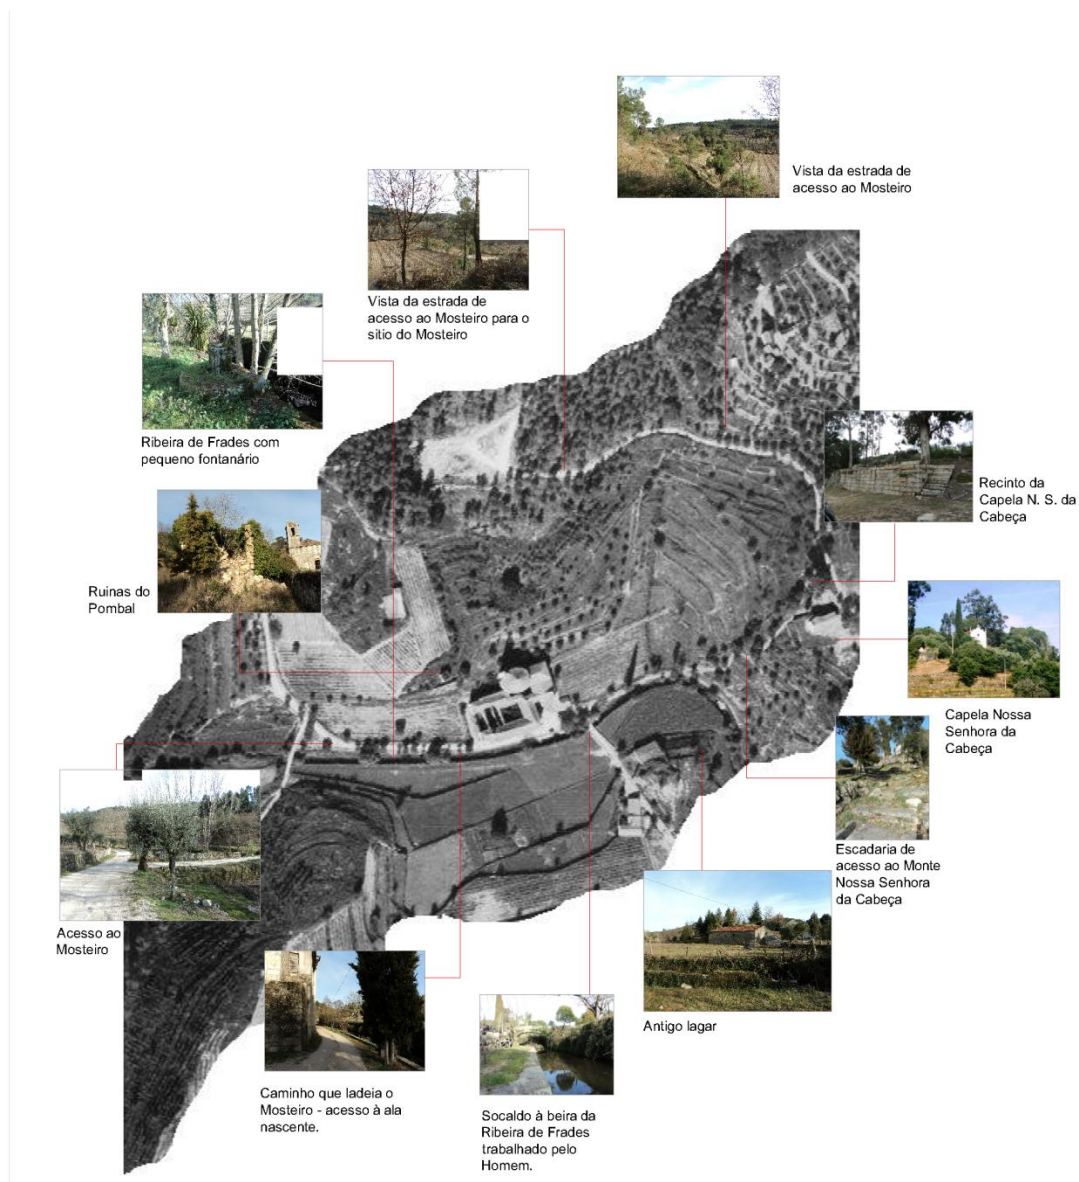 Vista da estrada de
acesso ao Mosteiro
Vista da estrada de
acesso ao Mosteiro para o
sitio do Mosteiro
Ribeira de Frades com
pequeno fontanário
Recinto da
Capela N. S. da
Cabeça
Ruinas do
Pombal
Capela Nossa
Senhora da
Cabeça
Escadaria de
acesso ao Monte
Nossa Senhora
da Cabeça
Acesso ao
Mosteiro
Antigo lagar
Caminho que ladeia o
Mosteiro - acesso à ala
nascente.
Socaldo à beira da
Ribeira de Frades
trabalhado pelo
Homem.